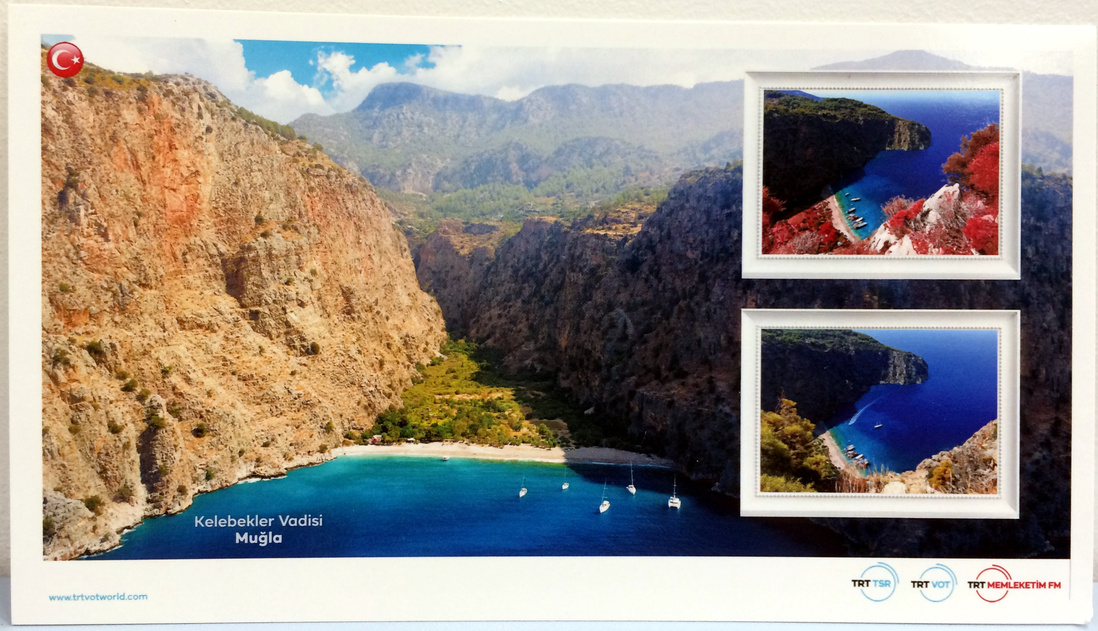 Kelebekler Vadisi
Muğla
www.trtvotworld.com
TRT TSR
TRT VOT
TRT MEMLEKETİM FM